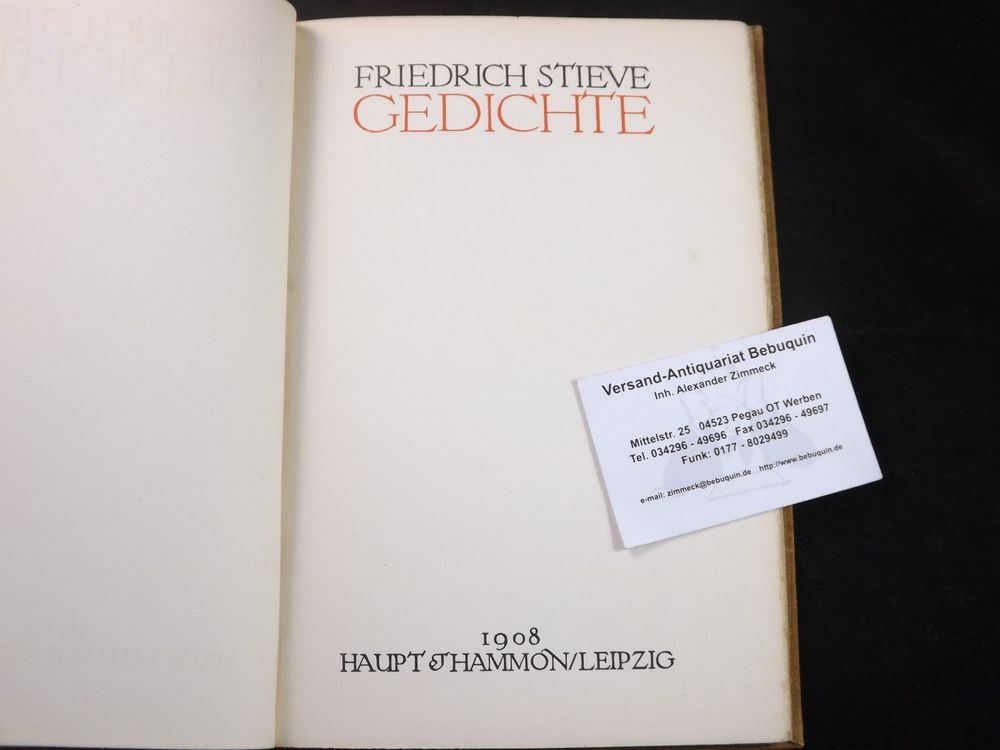 FRIEDRICH STIEVE
GEDICHTE
Versand-Antiquariat Bebuquin
Inh. Alexander Zimmeck
Mittelstr. 25 04523 Pegau OT Werben
Tel. 034296 - 49696 Fax 034296 - 49697
Funk: 0177 - 8029499
e-mail: zimmeck@bebuquin.de http://www.bebuquin.de
1908
HAUPT & HAMMON/LEIPZIG